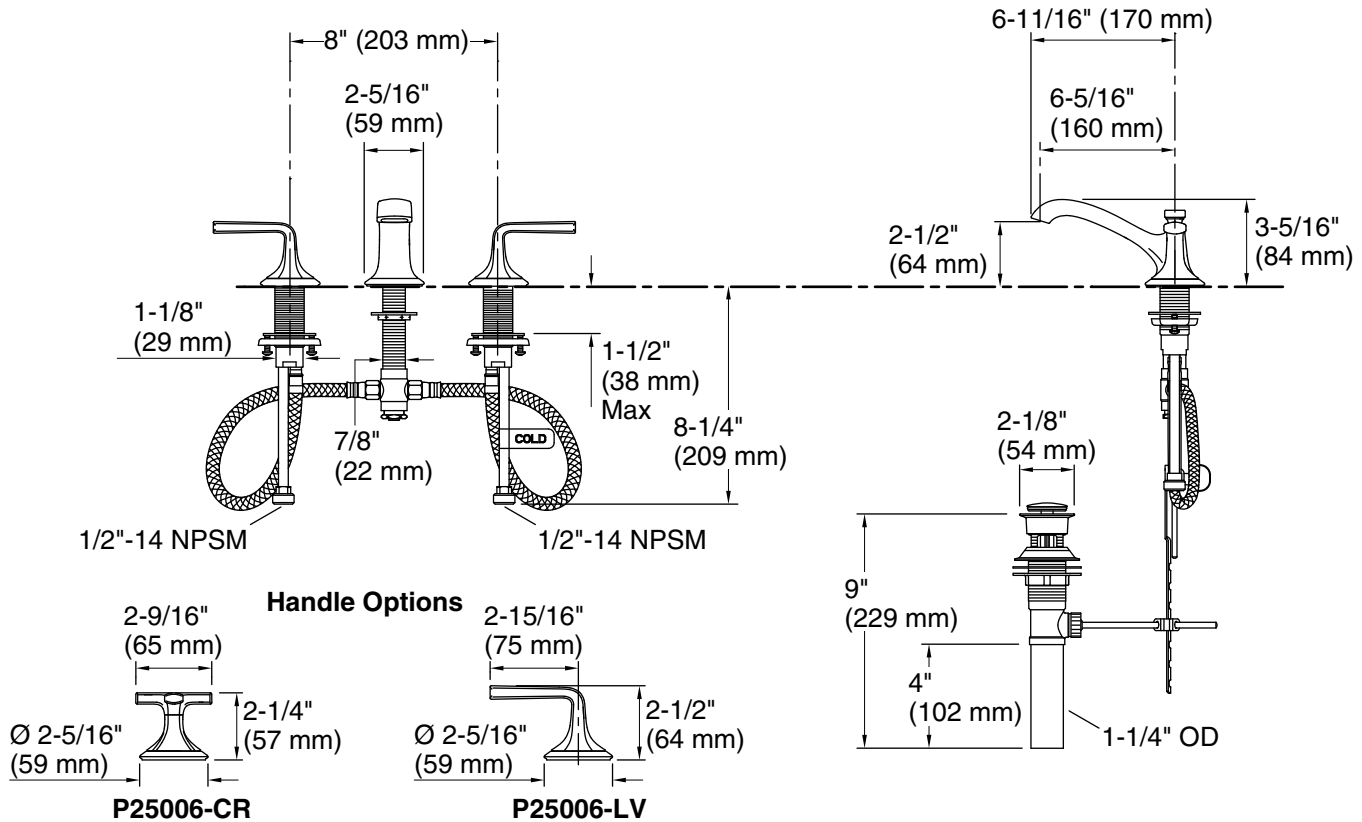 8" (203 mm)
2-5/16"
(59 mm)
1-1/8"
(29 mm)
7/8"
(22 mm)
1-1/2"
(38 mm)
Max
8-1/4"
(209 mm)
COLD
1/2"-14 NPSM
1/2"-14 NPSM
6-11/16" (170 mm)
6-5/16"
(160 mm)
2-1/2"
(64 mm)
3-5/16"
(84 mm)
2-1/8"
(54 mm)
9"
(229 mm)
4"
(102 mm)
1-1/4" OD
Handle Options
2-9/16"
(65 mm)
2-1/4"
(57 mm)
Ø 2-5/16"
(59 mm)
P25006-CR
2-15/16"
(75 mm)
2-1/2"
(64 mm)
Ø 2-5/16"
(59 mm)
P25006-LV